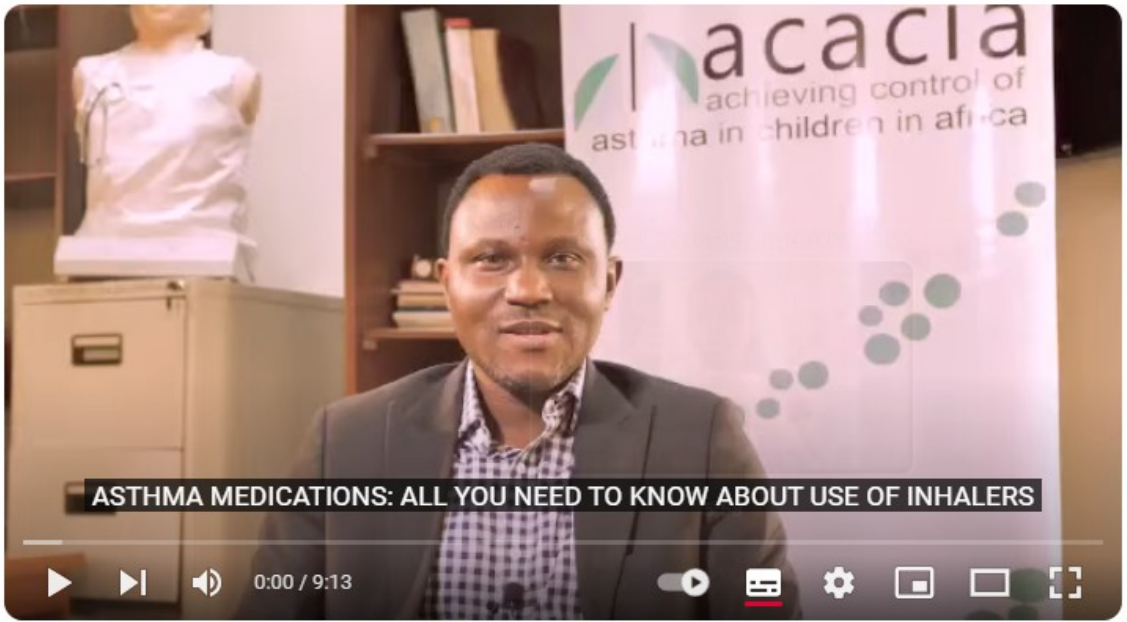 acacia
achieving control of
asthma in children in africa
ASTHMA MEDICATIONS: ALL YOU NEED TO KNOW ABOUT USE OF INHALERS
0:00 / 9:13